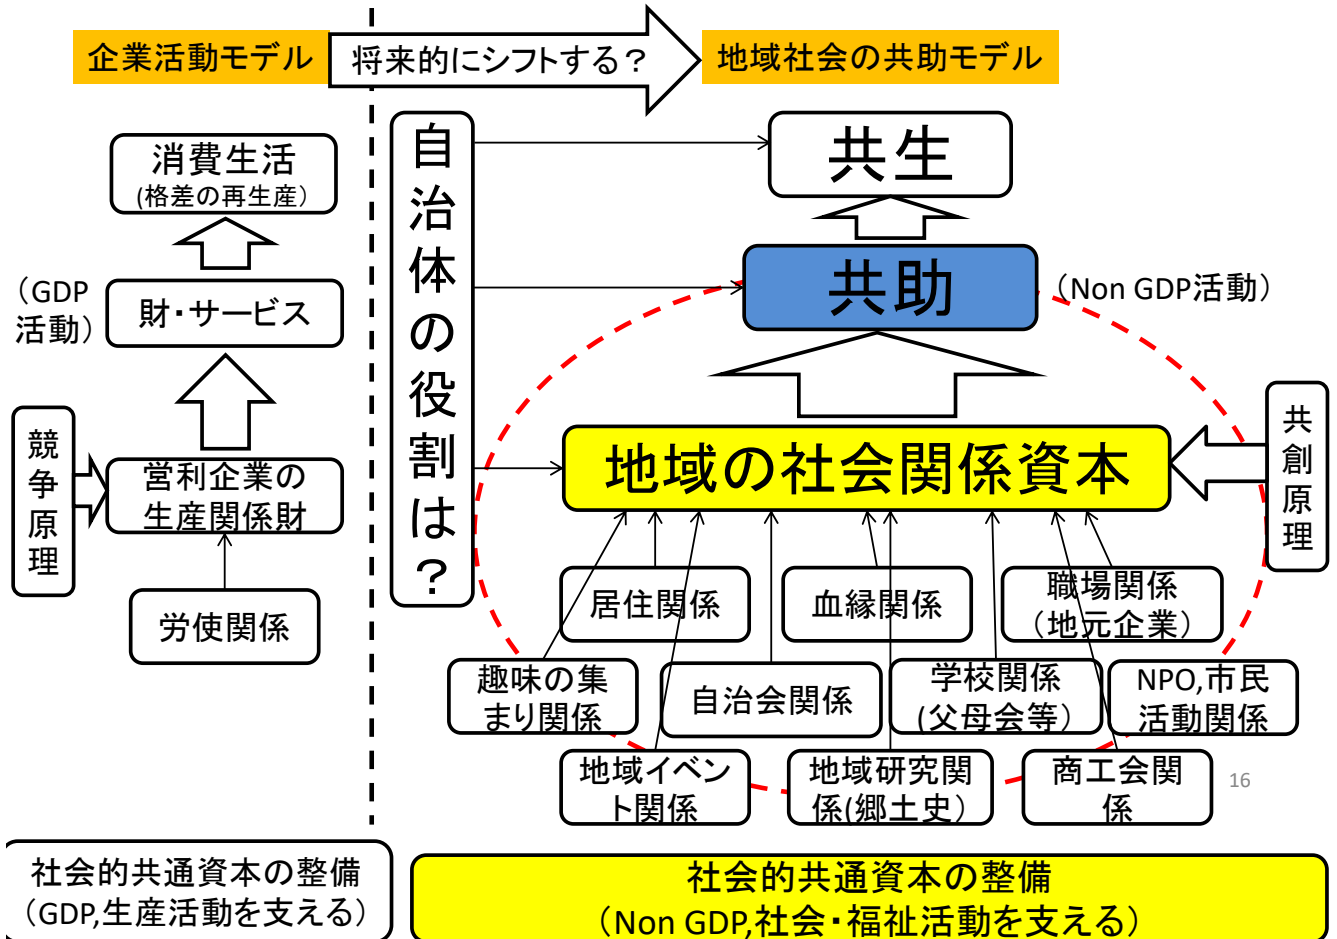 企業活動モデル
将来的にシフトする？
地域社会の共助モデル
消費生活
(格差の再生産）
（GDP
活動）
財・サービス
競争原理
営利企業の
生産関係財
労使関係
自治体の役割は？
共生
共助
（Non GDP活動）
地域の社会関係資本
共創原理
居住関係
血縁関係
職場関係
（地元企業）
趣味の集
まり関係
自治会関係
学校関係
(父母会等）
NPO,市民
活動関係
地域イベン
ト関係
地域研究関
係(郷土史）
商工会関
係
16
社会的共通資本の整備
（GDP,生産活動を支える）
社会的共通資本の整備
（Non GDP,社会・福祉活動を支える）